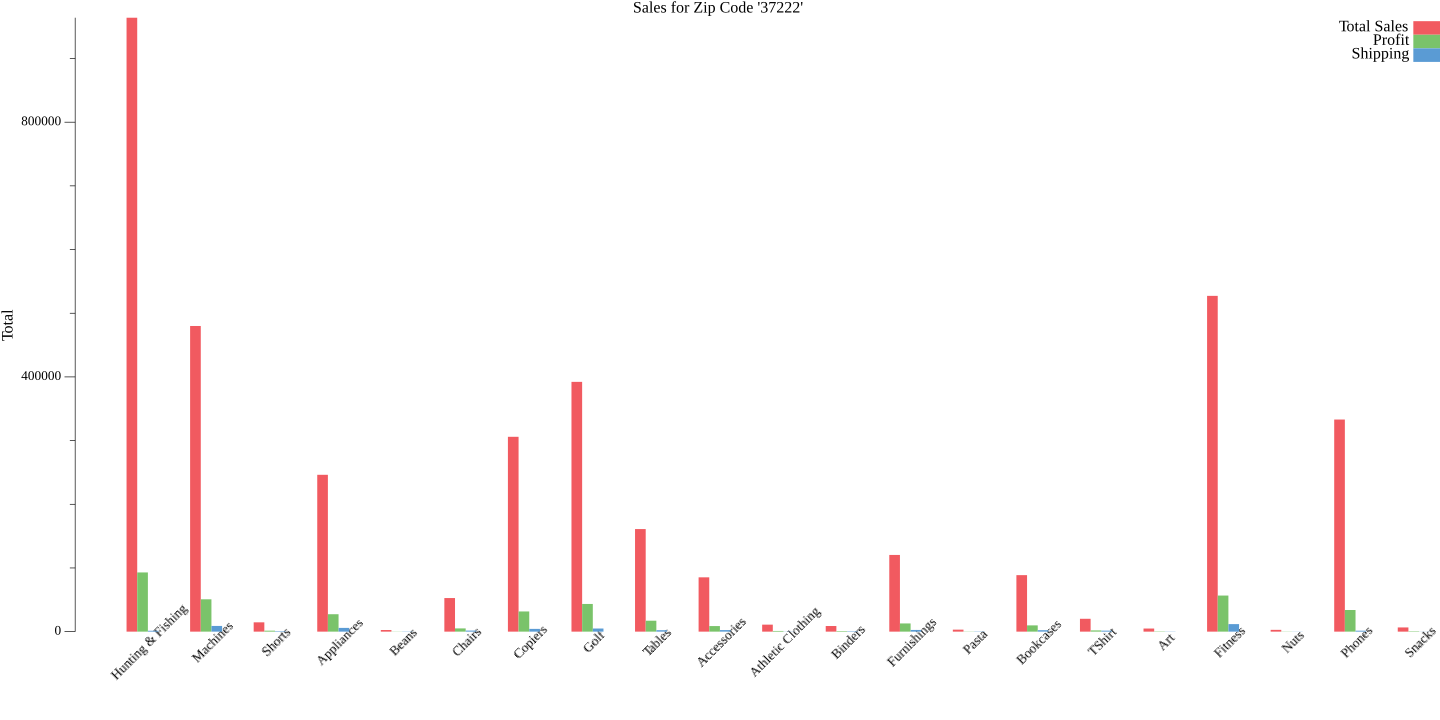 Sales for Zip Code '37222'
Total Sales
Profit
Shipping
800000
400000
0
Total
Hunting & Fishing
Machines
Shorts
Appliances
Beans
Chairs
Copiers
Golf
Tables
Accessories
Athletic Clothing
Binders
Furnishings
Pasta
Bookcases
TShirt
Art
Fitness
Nuts
Phones
Snacks